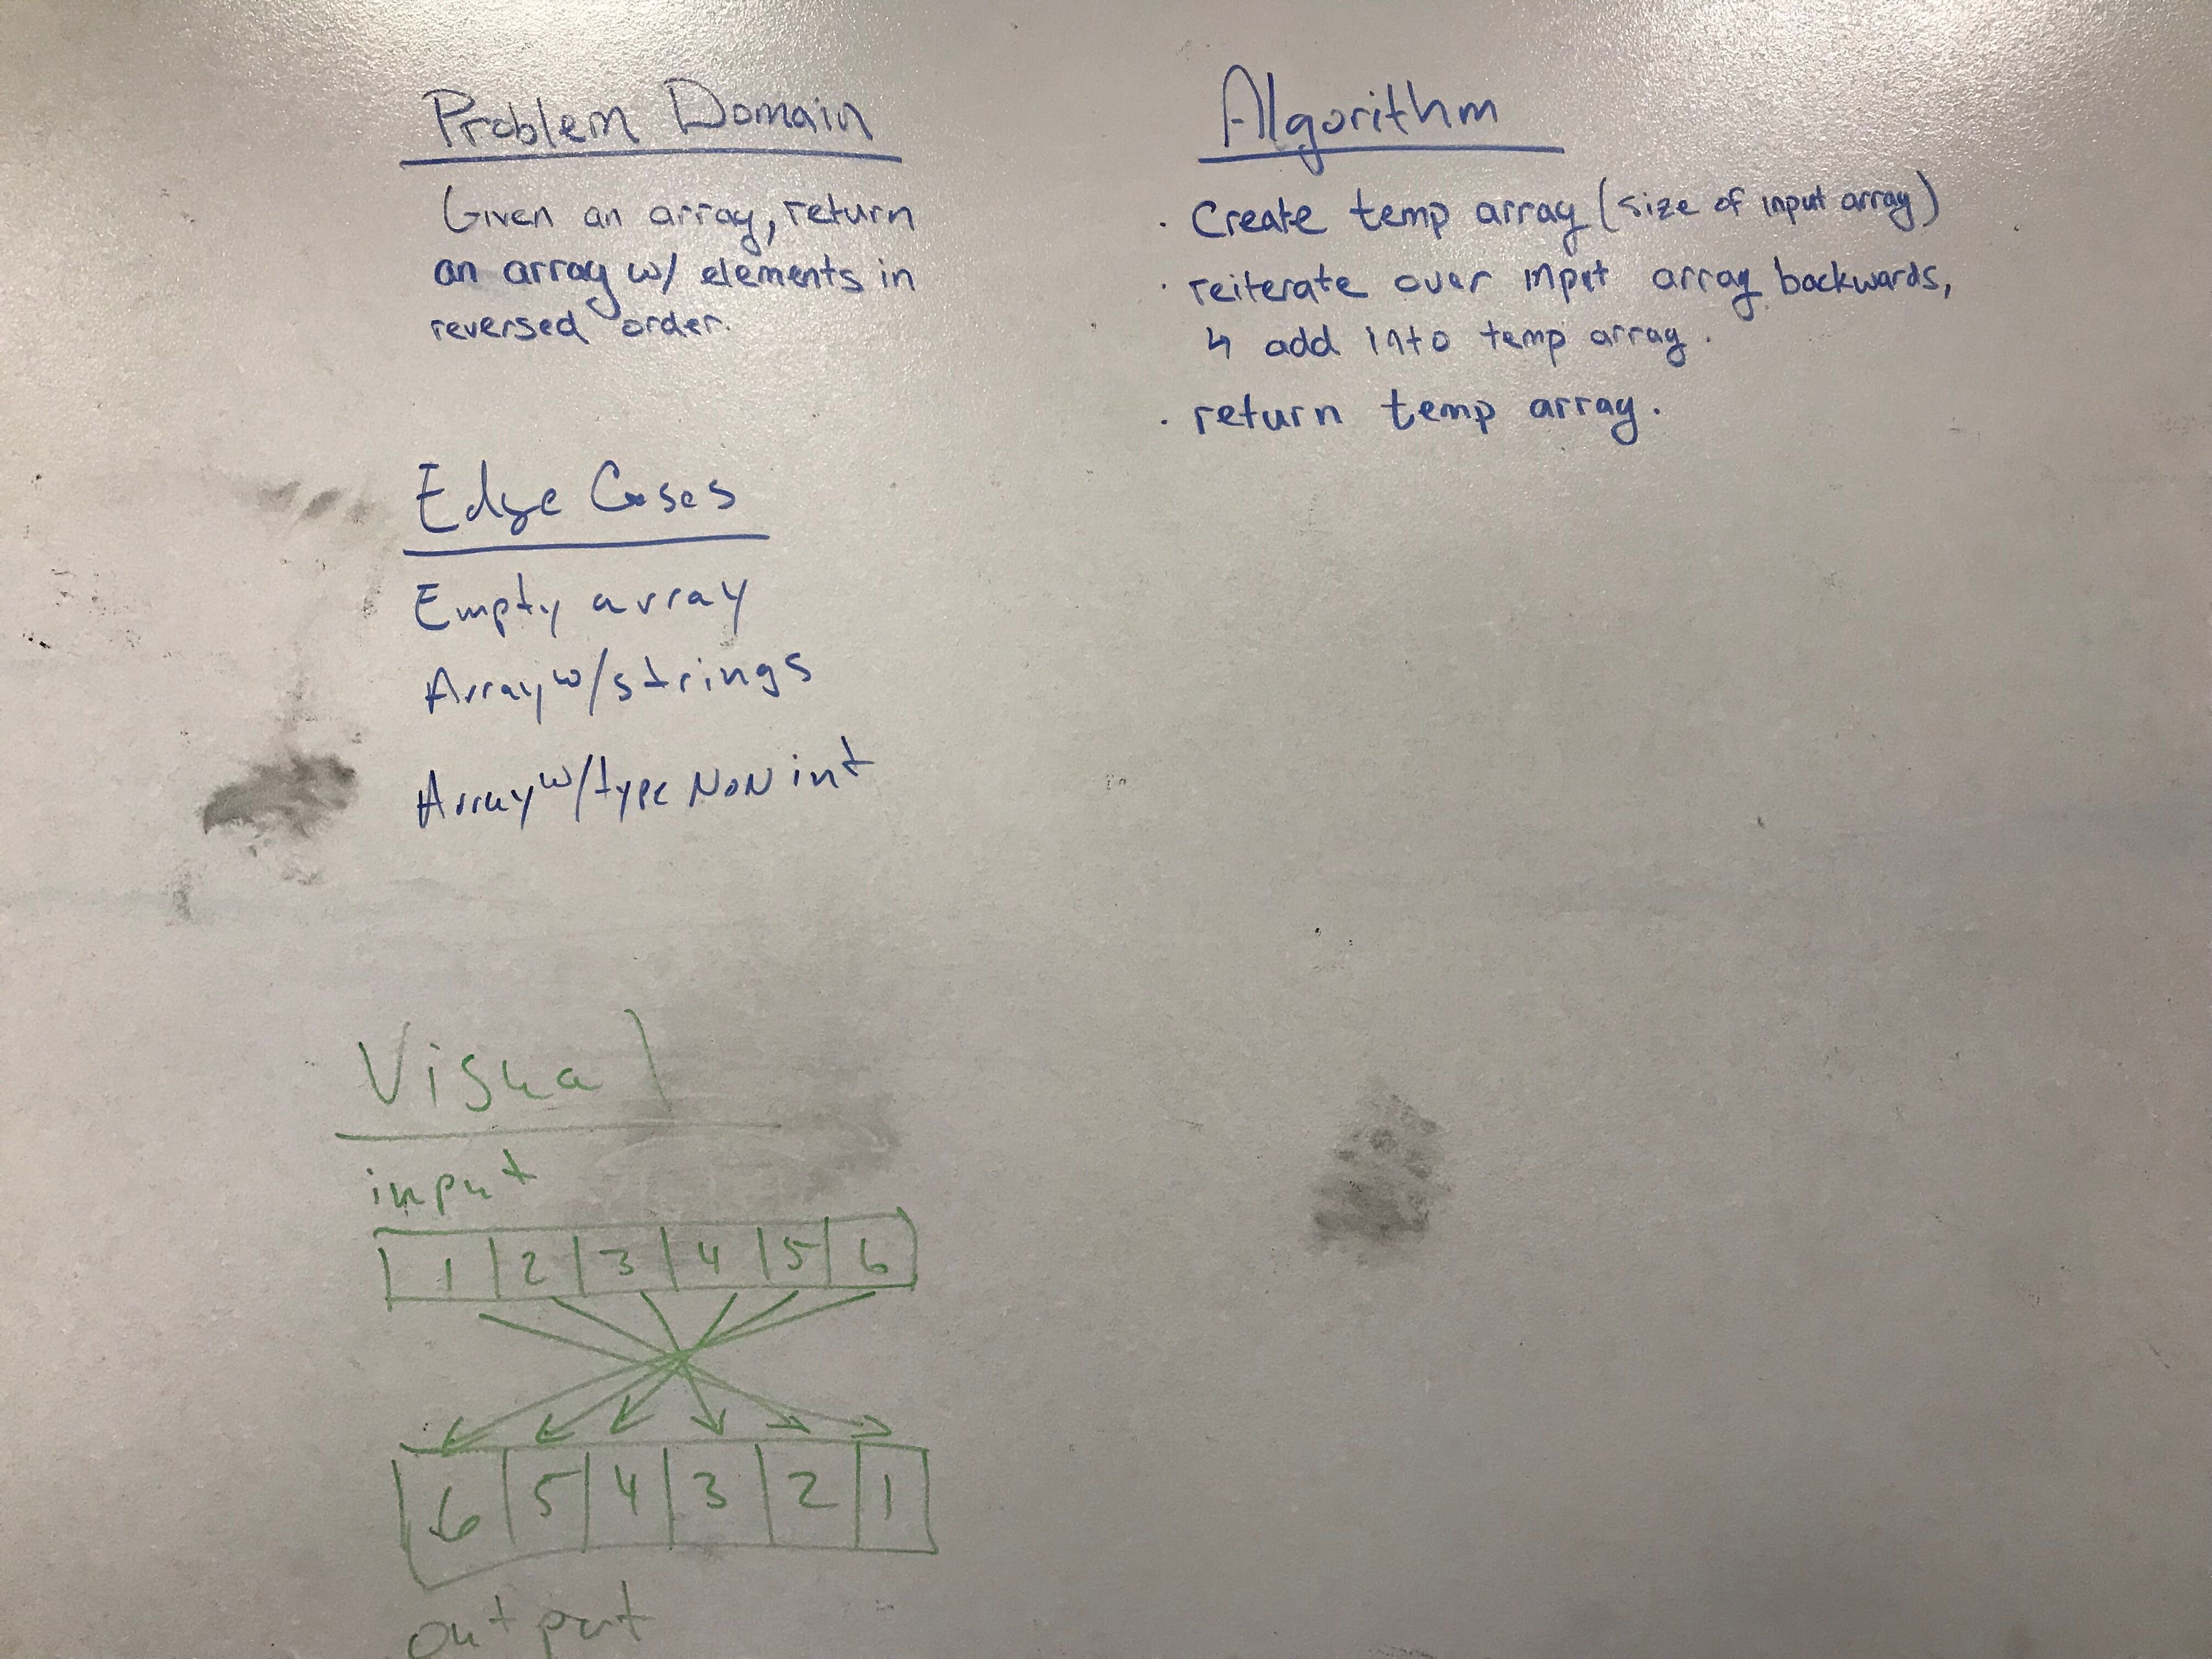 Problem Domain
Given an array, return
an array w/ elements in
reversed order.
Edge Cases
Empty array
Array w/strings
Array w/type NoN int
Visual
input
1 2 3 4 5 6
6 5 4 3 2 1
output
Algorithm
· Create temp array (size of input array)
· reiterate over input array backwards,
↳ add into temp array.
· return temp array.